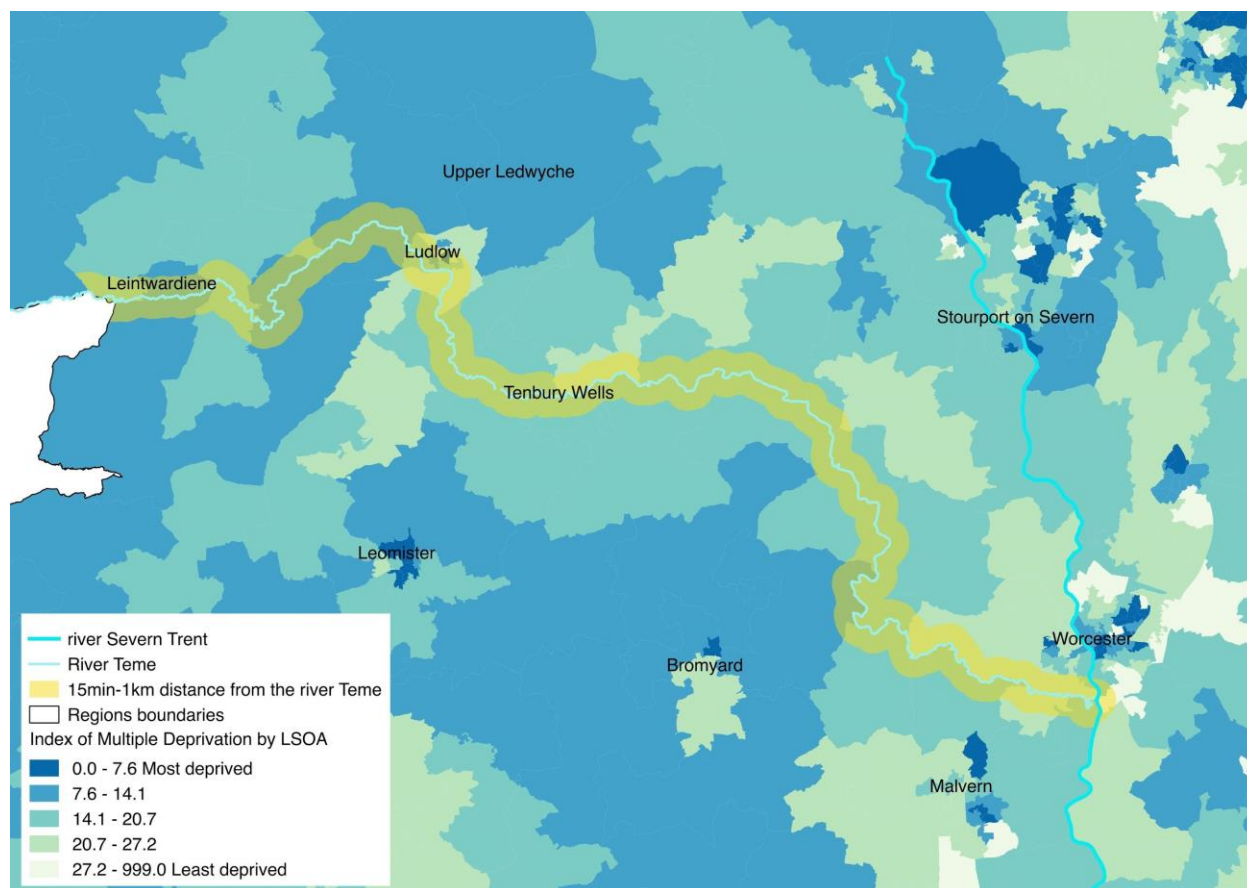 Upper Ledwyche
Ludlow
Leintwardiene
Stourport on Severn
Tenbury Wells
Leomister
Worcester
Bromyard
Malvern
river Severn Trent
River Teme
15min-1km distance from the river Teme
Regions boundaries
Index of Multiple Deprivation by LSOA
0.0 - 7.6 Most deprived
7.6 - 14.1
14.1 - 20.7
20.7 - 27.2
27.2 - 999.0 Least deprived